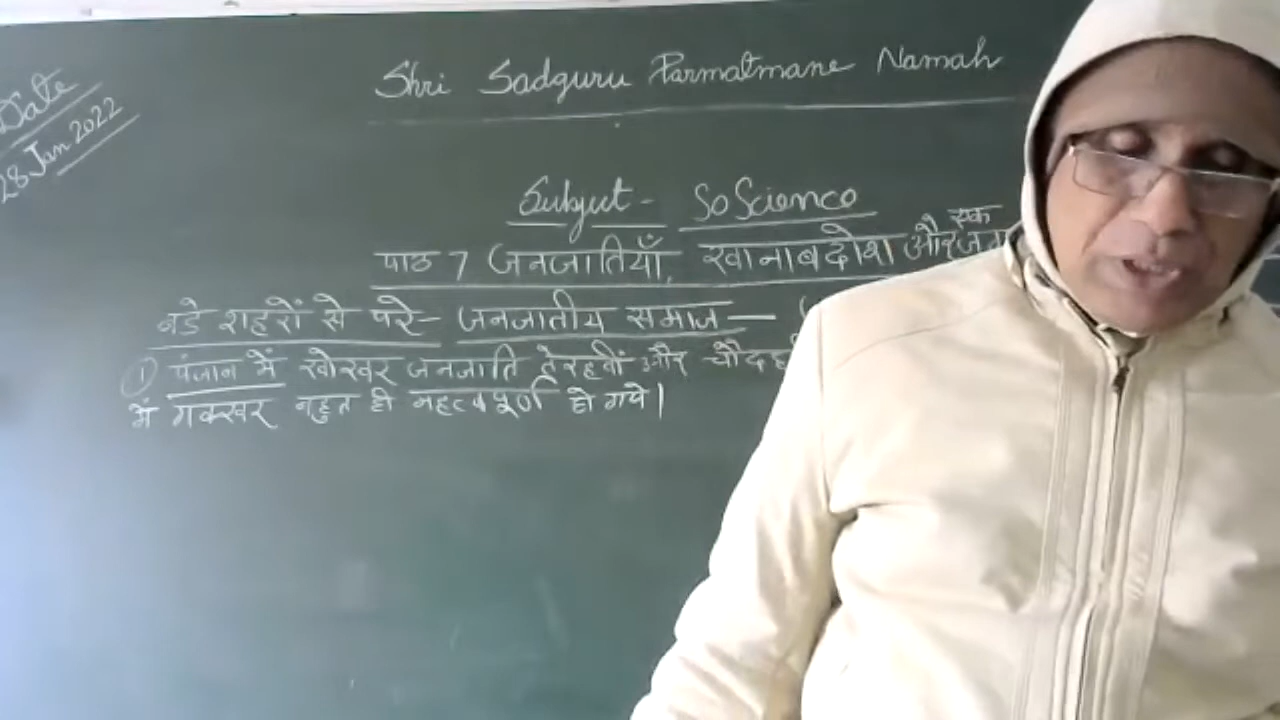 Date
28 Jan 2022
Shri Sadguru Parmatmane Namah
Subject - So Science
एक
पाठ 7 जनजातियाँ, खानाबदोश और
बडे शहरों से परे - जनजातीय समाज — (
① पंजाब में खोखर जनजाति तेरहवीं और
में गक्खर बहुत ही महत्वपूर्ण हो गये।